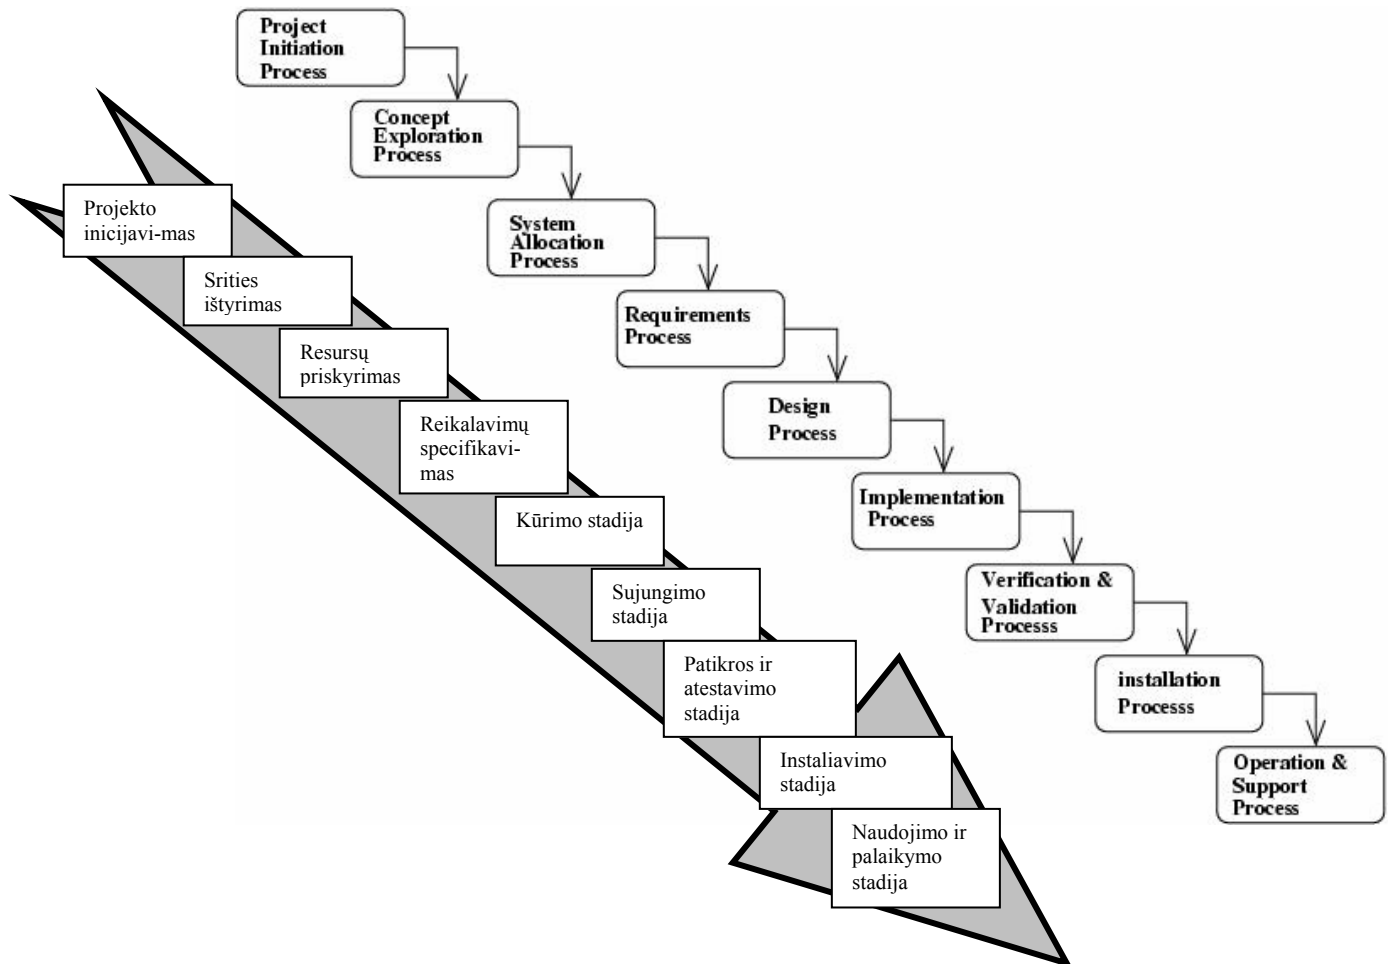 Project
Initiation
Process
Concept
Exploration
Process
System
Allocation
Process
Requirements
Process
Design
Process
Implementation
Process
Verification &
Validation
Processs
installation
Processs
Operation &
Support
Process
Projekto
inicijavi-mas
Srities
ištyrimas
Resursų
priskyrimas
Reikalavimų
specifikavi-
mas
Kūrimo stadija
Sujungimo
stadija
Patikros ir
atestavimo
stadija
Instaliavimo
stadija
Naudojimo ir
palaikymo
stadija